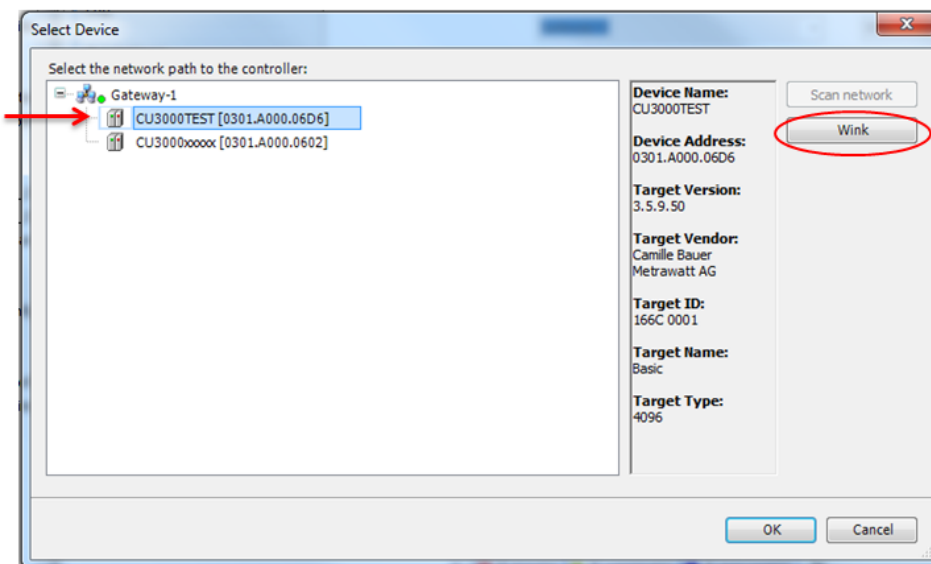 Select Device
Select the network path to the controller:
Gateway-1
CU3000TEST [0301.A000.06D6]
CU3000xxxxx [0301.A000.0602]
Device Name:
CU3000TEST
Device Address:
0301.A000.06D6
Target Version:
3.5.9.50
Target Vendor:
Camille Bauer
Metrawatt AG
Target ID:
166C 0001
Target Name:
Basic
Target Type:
4096
Scan network
Wink
OK
Cancel